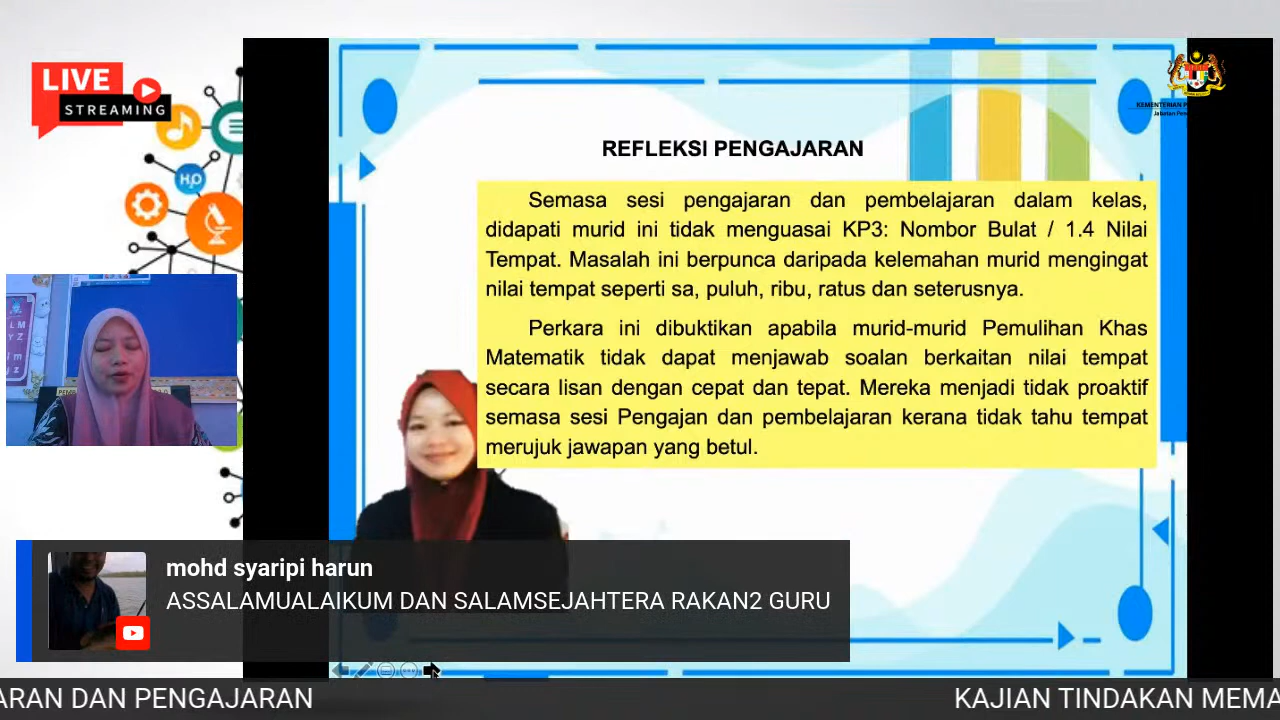 LIVE
STREAMING
H₂O
KEMENTERIAN P
Jabatan Pen
REFLEKSI PENGAJARAN
Semasa sesi pengajaran dan pembelajaran dalam kelas,
didapati murid ini tidak menguasai KP3: Nombor Bulat / 1.4 Nilai
Tempat. Masalah ini berpunca daripada kelemahan murid mengingat
nilai tempat seperti sa, puluh, ribu, ratus dan seterusnya.
Perkara ini dibuktikan apabila murid-murid Pemulihan Khas
Matematik tidak dapat menjawab soalan berkaitan nilai tempat
secara lisan dengan cepat dan tepat. Mereka menjadi tidak proaktif
semasa sesi Pengajan dan pembelajaran kerana tidak tahu tempat
merujuk jawapan yang betul.
mohd syaripi harun
ASSALAMUALAIKUM DAN SALAMSEJAHTERA RAKAN2 GURU
ARAN DAN PENGAJARAN
KAJIAN TINDAKAN MEMA